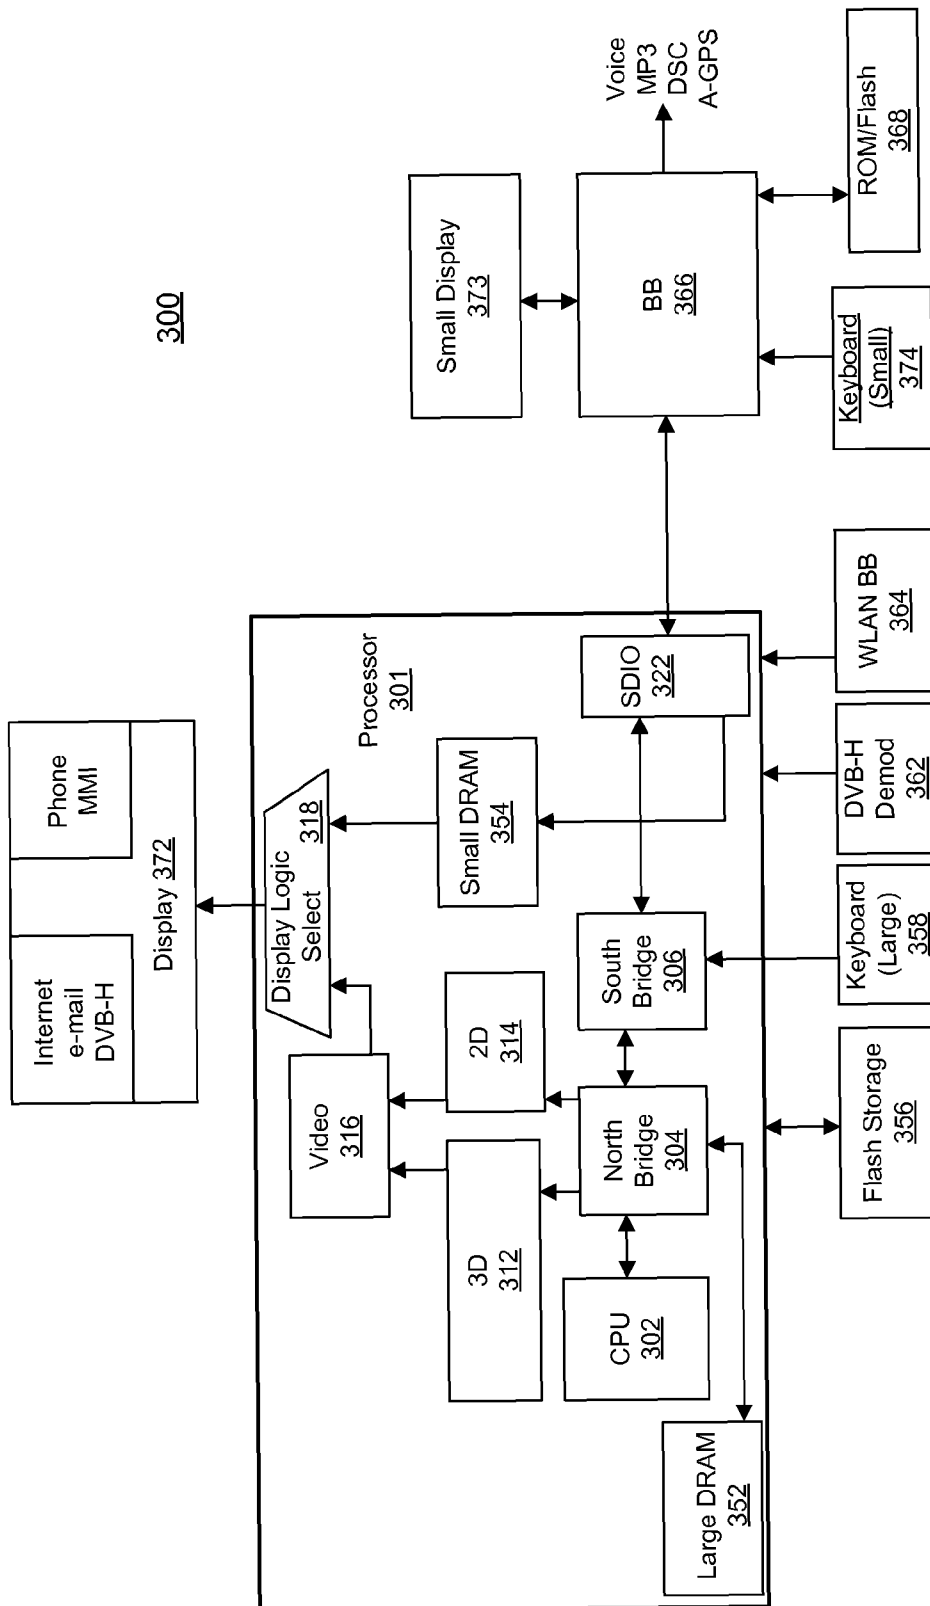 300
Internet
e-mail
DVB-H
Phone
MMI
Display 372
Display Logic
Select
318
Processor
301
Video
316
3D
312
2D
314
Small DRAM
354
CPU
302
North
Bridge
304
South
Bridge
306
SDIO
322
Large DRAM
352
Small Display
373
BB
366
Voice
MP3
DSC
A-GPS
Flash Storage
356
Keyboard
(Large)
358
DVB-H
Demod
362
WLAN BB
364
Keyboard
(Small)
374
ROM/Flash
368